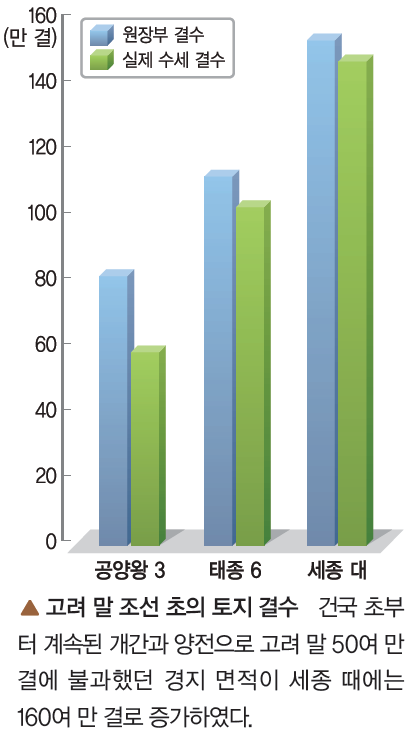 160
(만 결)
원장부 결수
실제 수세 결수
140
120
100
80
60
40
20
0
공양왕 3 태종 6 세종 대
▲ 고려 말 조선 초의 토지 결수 건국 초부
터 계속된 개간과 양전으로 고려 말 50여 만
결에 불과했던 경지 면적이 세종 때에는
160여 만 결로 증가하였다.